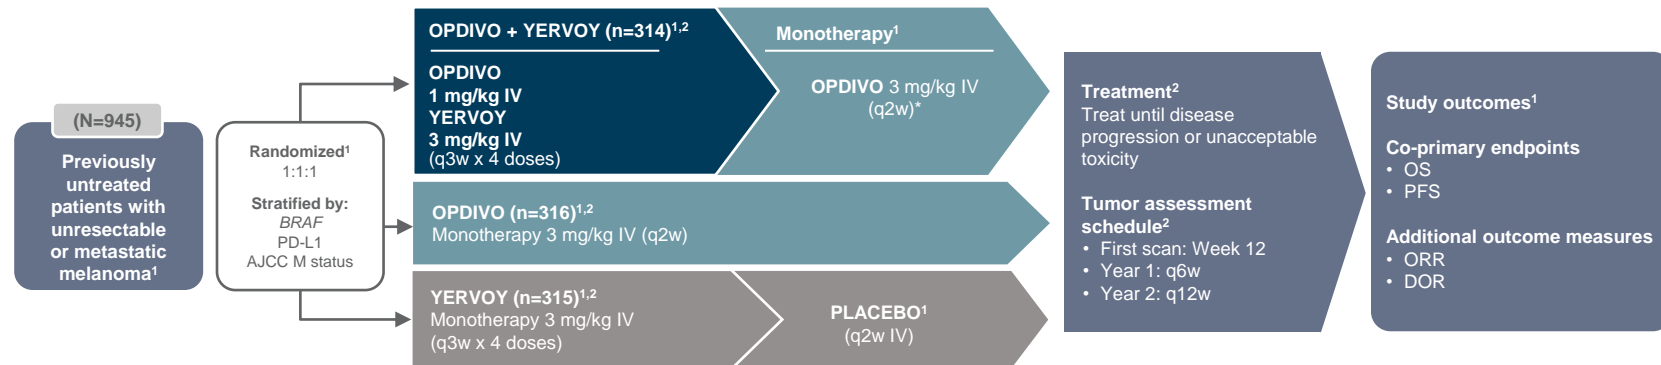 (N=945)
Previously
untreated
patients with
unresectable
or metastatic
melanoma¹
Randomized¹
1:1:1
Stratified by:
BRAF
PD-L1
AJCC M status
OPDIVO + YERVOY (n=314)¹,²
OPDIVO
1 mg/kg IV
YERVOY
3 mg/kg IV
(q3w x 4 doses)
Monotherapy¹
OPDIVO 3 mg/kg IV
(q2w)*
OPDIVO (n=316)¹,²
Monotherapy 3 mg/kg IV (q2w)
YERVOY (n=315)¹,²
Monotherapy 3 mg/kg IV
(q3w x 4 doses)
PLACEBO¹
(q2w IV)
Treatment²
Treat until disease
progression or unacceptable
toxicity
Tumor assessment
schedule²
• First scan: Week 12
• Year 1: q6w
• Year 2: q12w
Study outcomes¹
Co-primary endpoints
• OS
• PFS
Additional outcome measures
• ORR
• DOR